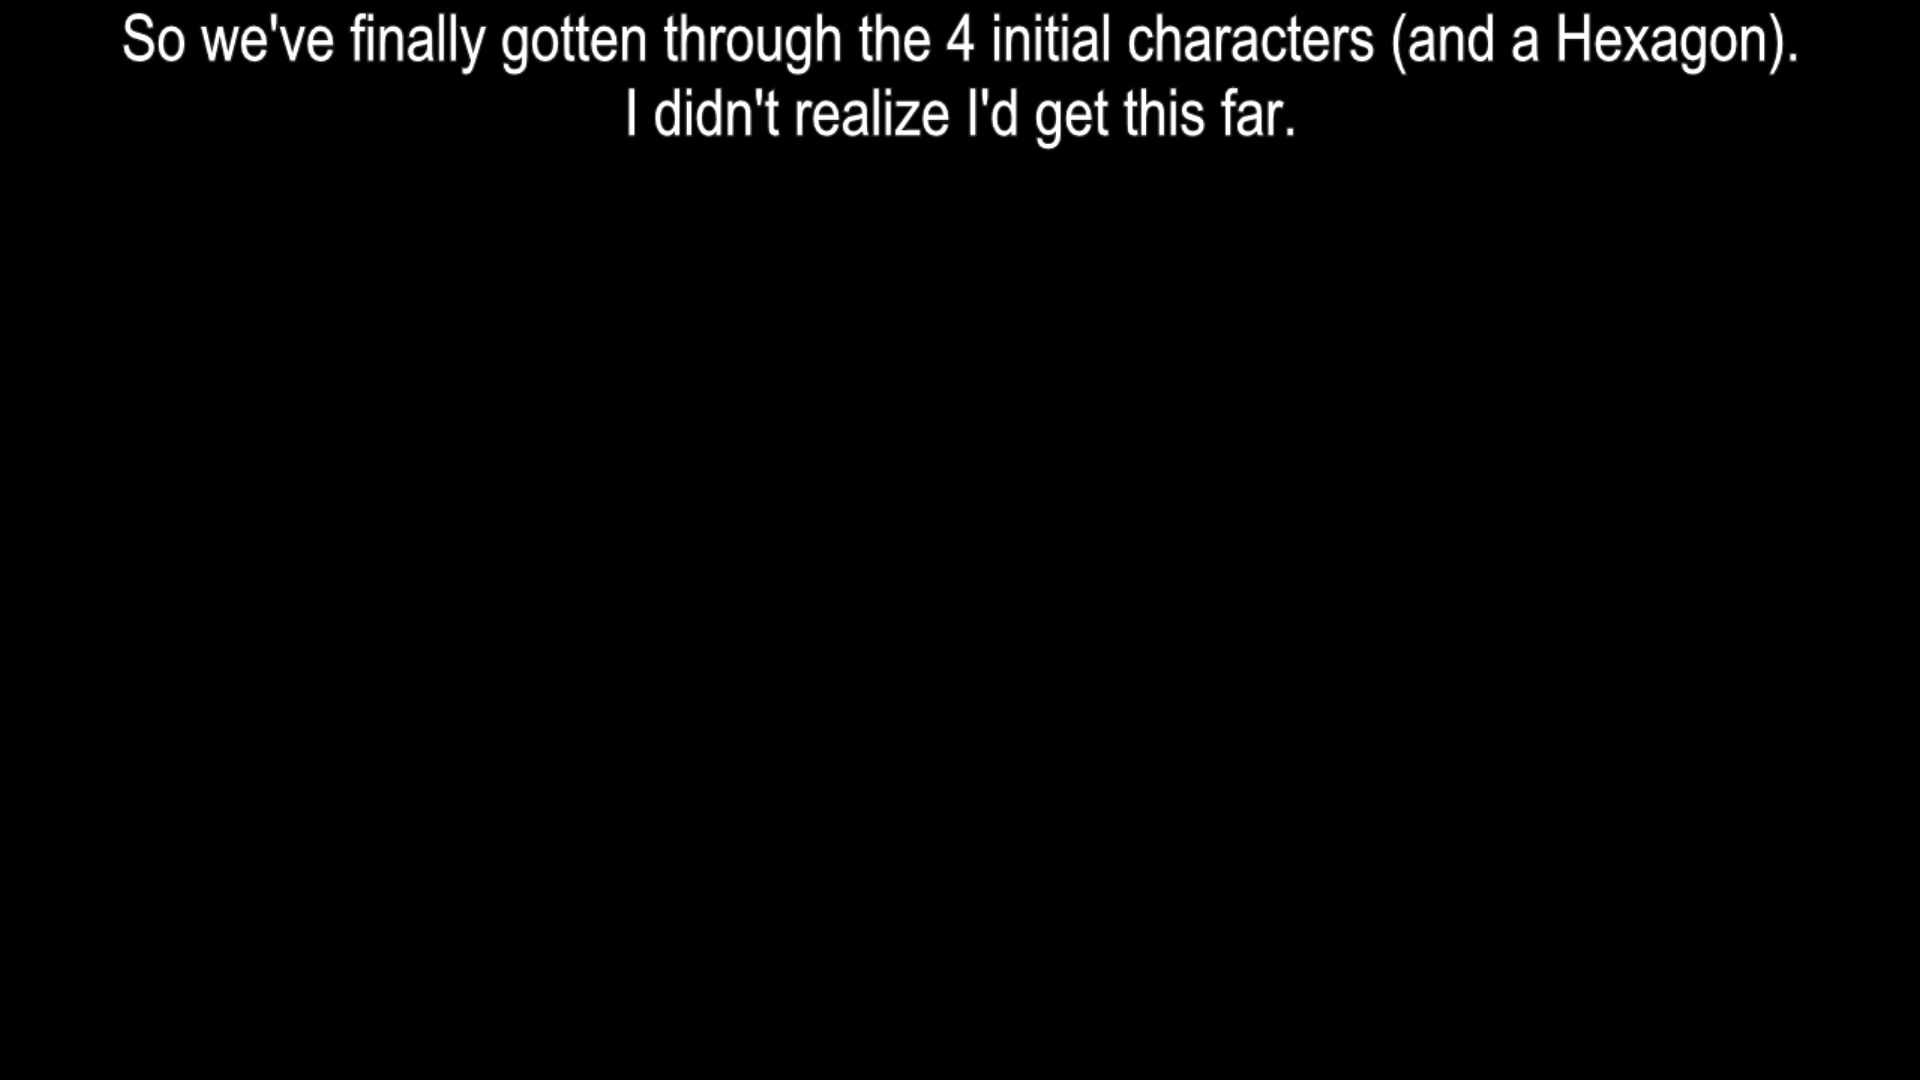 So we've finally gotten through the 4 initial characters (and a Hexagon).
I didn't realize I'd get this far.